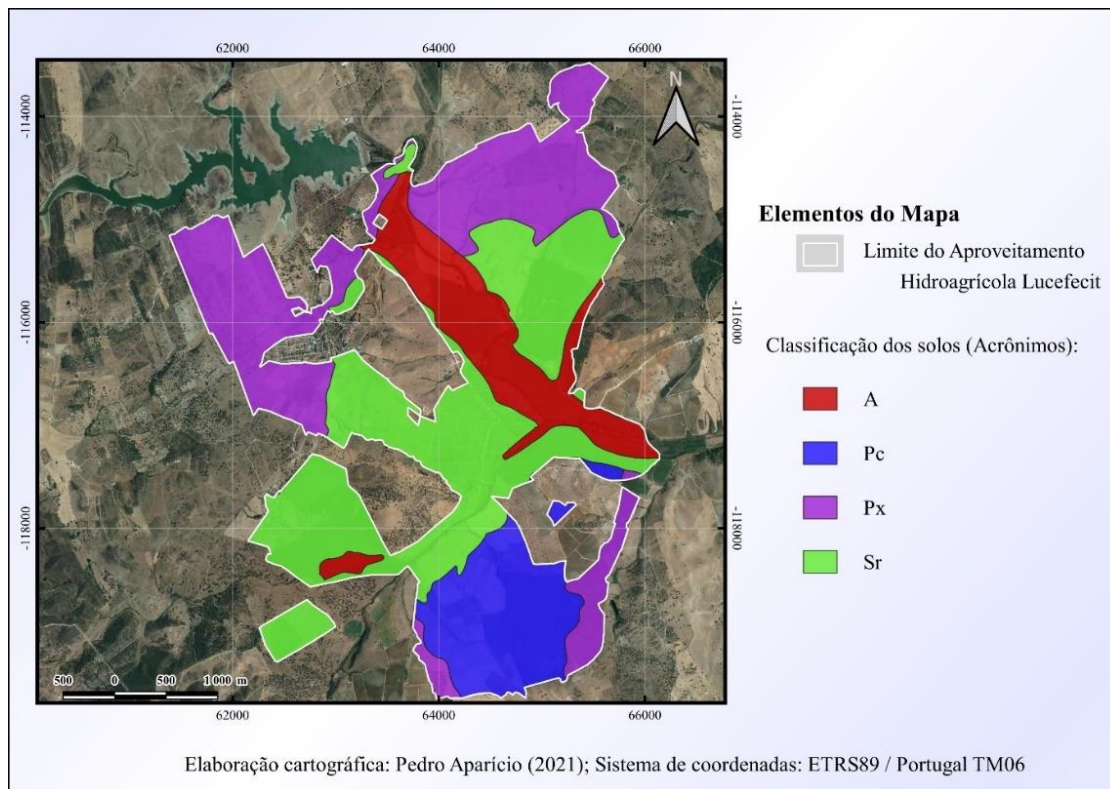 62000
64000
66000
-114000
-114000
N
-116000
-116000
-118000
-118000
500 0 500 1 000 m
62000
64000
66000
Elementos do Mapa
Limite do Aproveitamento
Hidroagrícola Lucefecit
Classificação dos solos (Acrônimos):
A
Pc
Px
Sr
Elaboração cartográfica: Pedro Aparício (2021); Sistema de coordenadas: ETRS89 / Portugal TM06